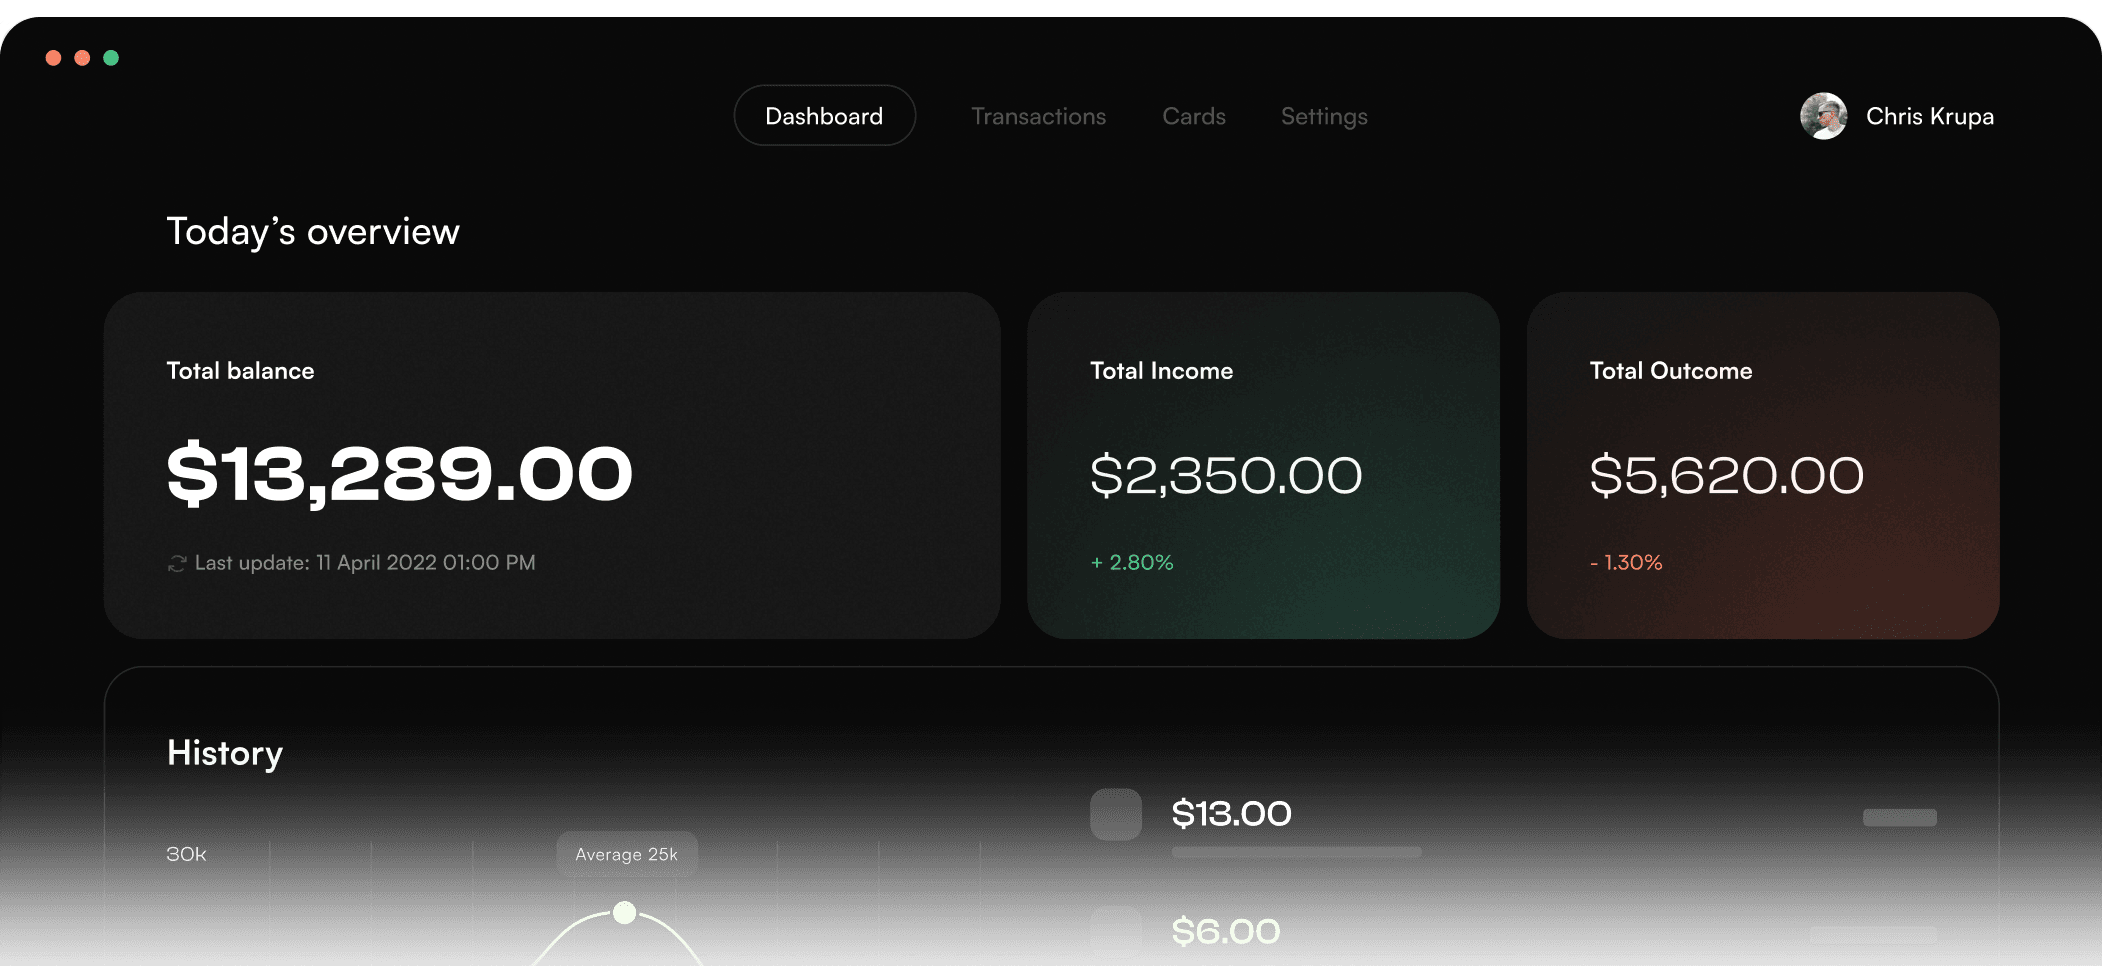 Dashboard
Transactions
Cards
Settings
Chris Krupa
Today’s overview
Total balance
$13,289.00
Last update: 11 April 2022 01:00 PM
Total Income
$2,350.00
+ 2.80%
Total Outcome
$5,620.00
- 1.30%
History
30k
Average 25k
$13.00
$6.00